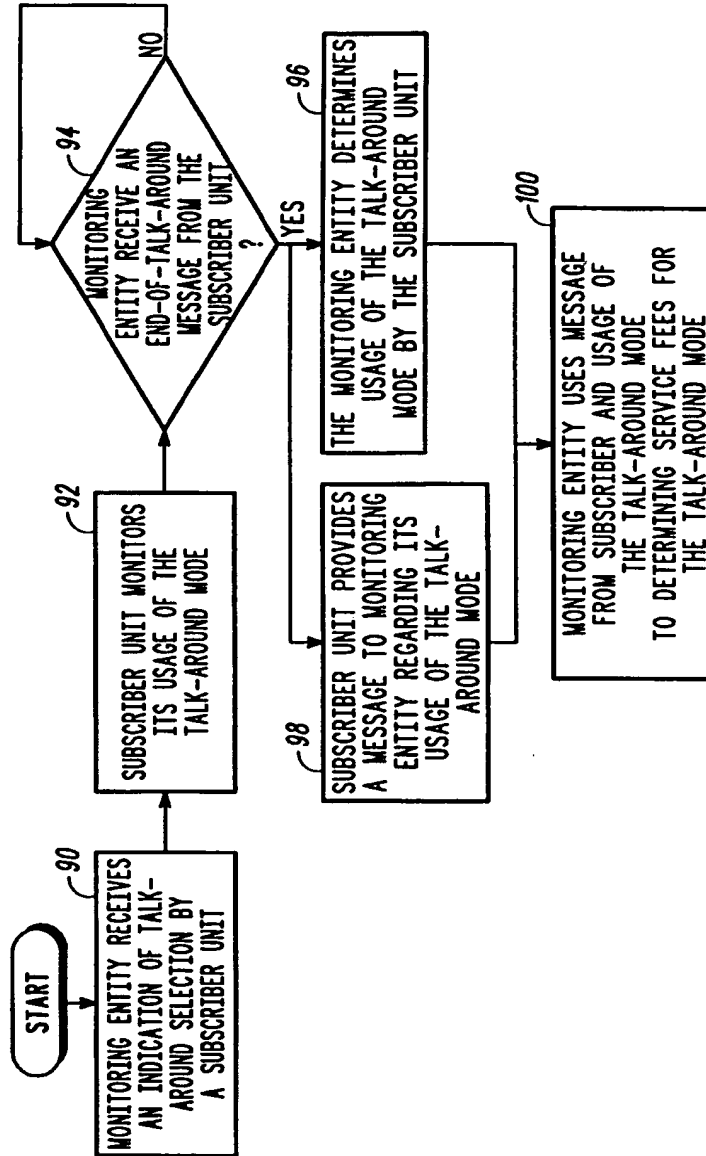 START
90
MONITORING ENTITY RECEIVES
AN INDICATION OF TALK-
AROUND SELECTION BY
A SUBSCRIBER UNIT
92
SUBSCRIBER UNIT MONITORS
ITS USAGE OF THE
TALK-AROUND MODE
94
MONITORING
ENTITY RECEIVE AN
END-OF-TALK-AROUND
MESSAGE FROM THE
SUBSCRIBER UNIT
?
NO
YES
98
SUBSCRIBER UNIT PROVIDES
A MESSAGE TO MONITORING
ENTITY REGARDING ITS
USAGE OF THE TALK-
AROUND MODE
96
THE MONITORING ENTITY DETERMINES
USAGE OF THE TALK-AROUND
MODE BY THE SUBSCRIBER UNIT
100
MONITORING ENTITY USES MESSAGE
FROM SUBSCRIBER AND USAGE OF
THE TALK-AROUND MODE
TO DETERMINING SERVICE FEES FOR
THE TALK-AROUND MODE